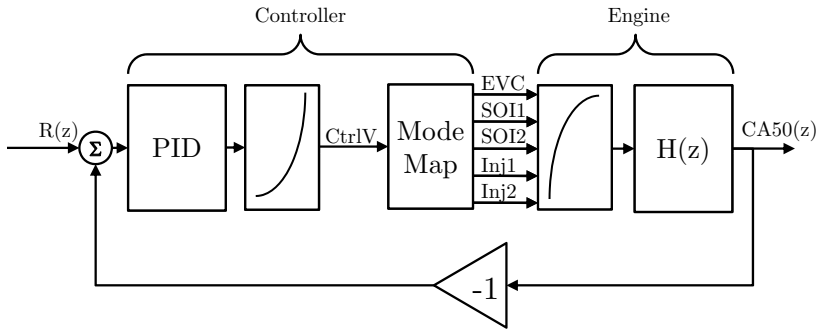 Controller
Engine
R(z)
Σ
PID
CtrlV
Mode
Map
EVC
SOI1
SOI2
Inj1
Inj2
H(z)
CA50(z)
-1